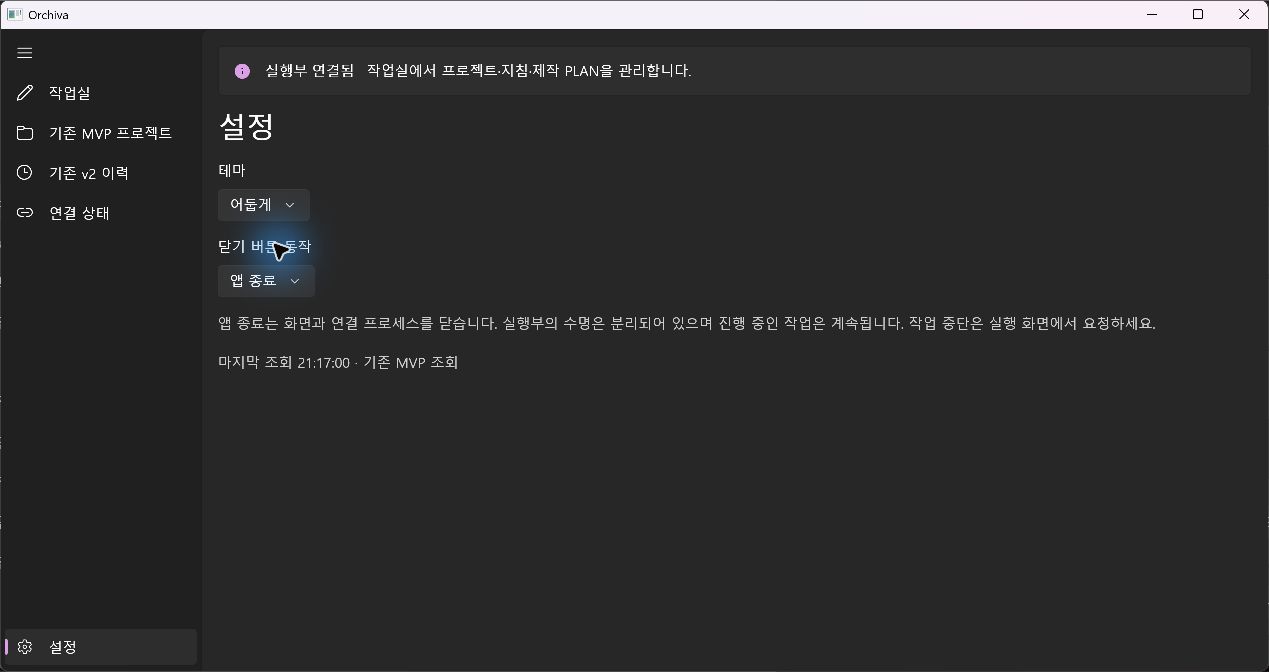 Orchiva
실행부 연결됨 작업실에서 프로젝트·지침·제작 PLAN을 관리합니다.
작업실
기존 MVP 프로젝트
기존 v2 이력
연결 상태
설정
설정
테마
어둡게
닫기 버튼 동작
앱 종료
앱 종료는 화면과 연결 프로세스를 닫습니다. 실행부의 수명은 분리되어 있으며 진행 중인 작업은 계속됩니다. 작업 중단은 실행 화면에서 요청하세요.
마지막 조회 21:17:00 · 기존 MVP 조회